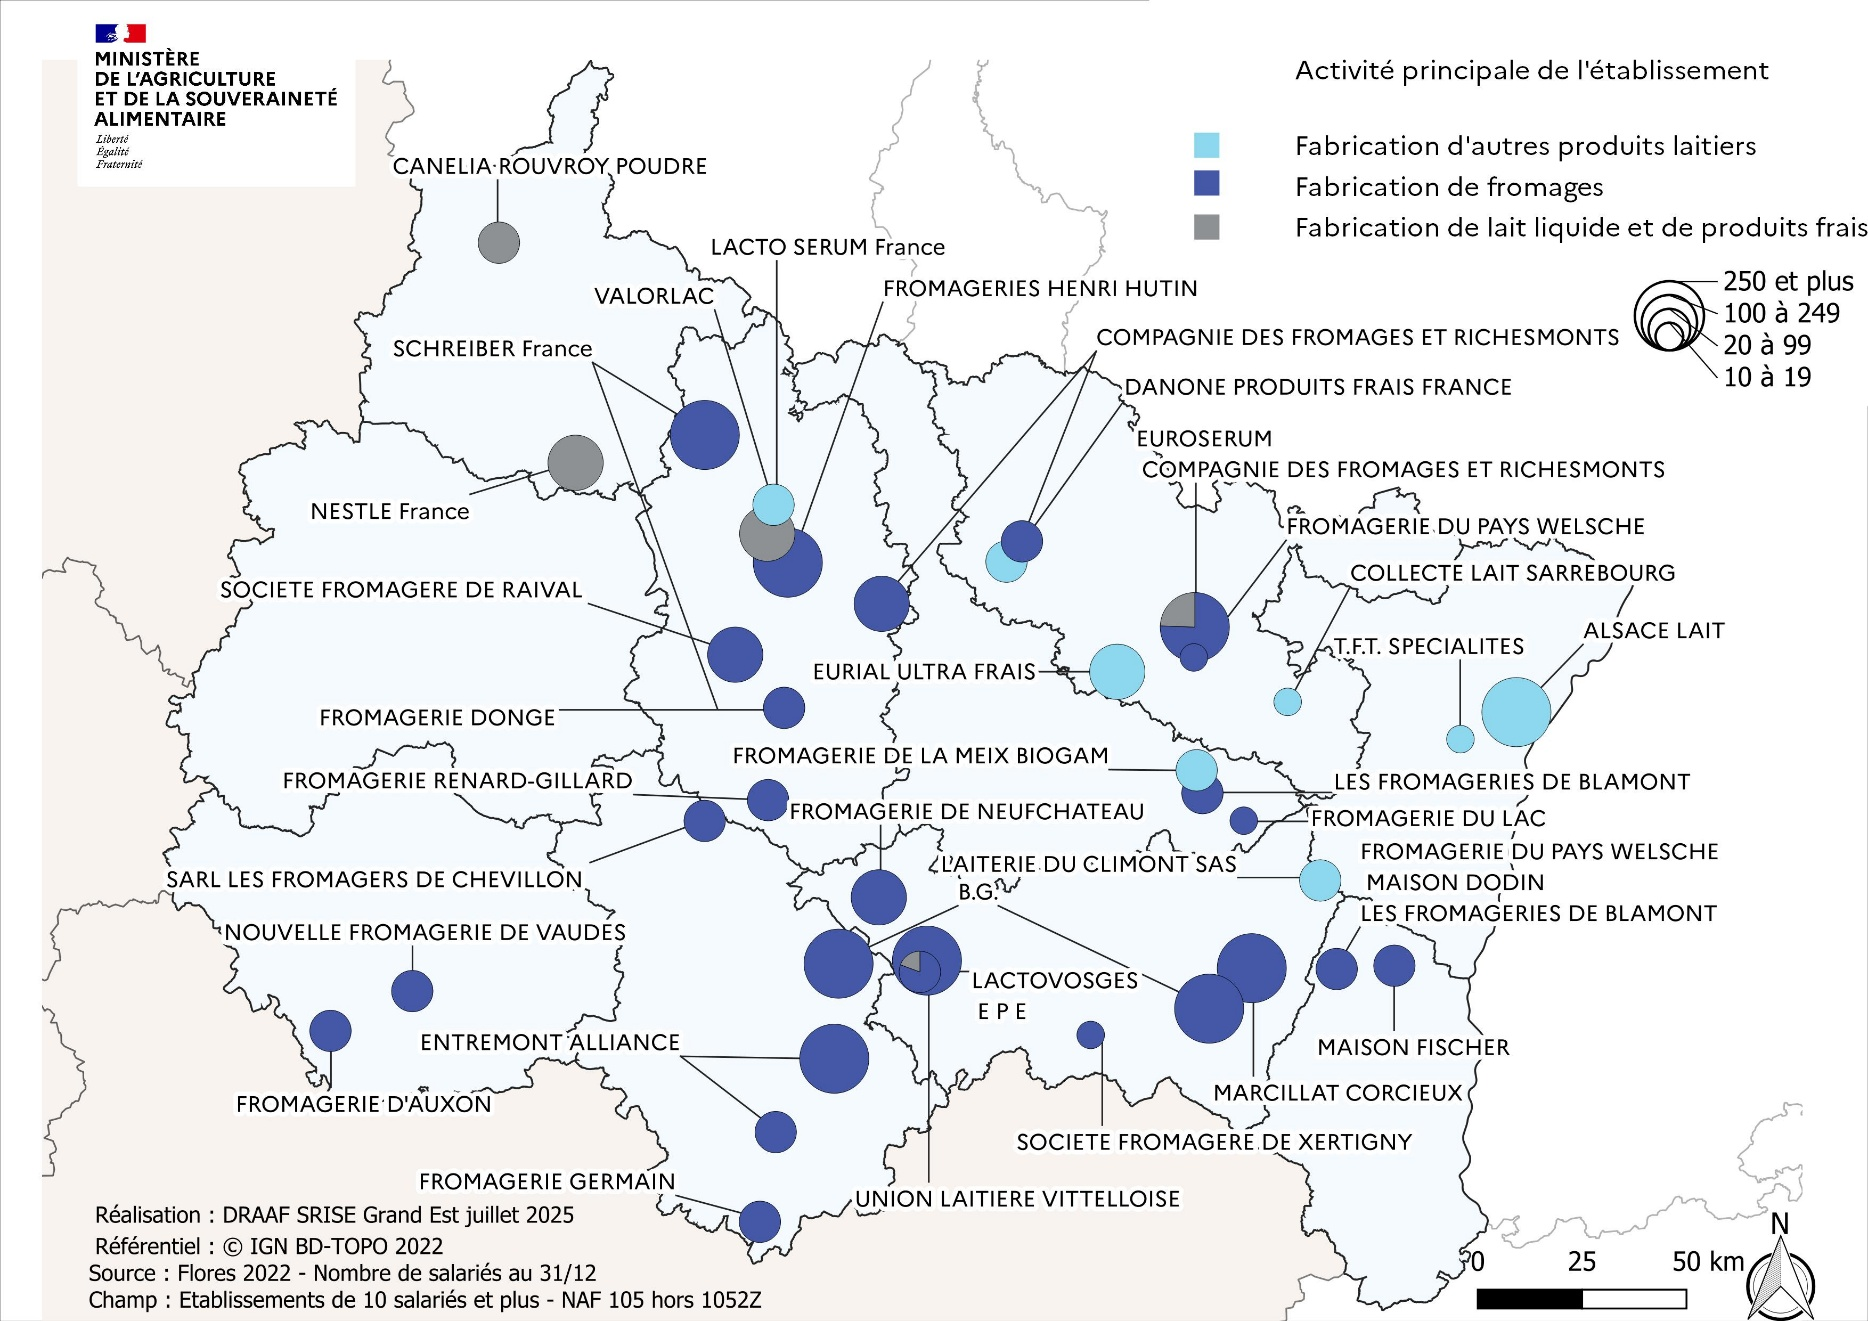 MINISTÈRE
DE L'AGRICULTURE
ET DE LA SOUVERAINETÉ
ALIMENTAIRE
Liberté
Égalité
Fraternité
Activité principale de l'établissement
Fabrication d'autres produits laitiers
Fabrication de fromages
Fabrication de lait liquide et de produits frais
250 et plus
100 à 249
20 à 99
10 à 19
CANELIA ROUVROY POUDRE
LACTO SERUM France
VALORLAC
FROMAGERIES HENRI HUTIN
SCHREIBER France
COMPAGNIE DES FROMAGES ET RICHESMONTS
DANONE PRODUITS FRAIS FRANCE
EUROSERUM
COMPAGNIE DES FROMAGES ET RICHESMONTS
NESTLE France
FROMAGERIE DU PAYS WELSCHE
COLLECTE LAIT SARREBOURG
SOCIETE FROMAGERE DE RAIVAL
ALSACE LAIT
T.F.T. SPECIALITES
EURIAL ULTRA FRAIS
FROMAGERIE DONGE
FROMAGERIE DE LA MEIX BIOGAM
FROMAGERIE RENARD-GILLARD
LES FROMAGERIES DE BLAMONT
FROMAGERIE DE NEUFCHATEAU
FROMAGERIE DU LAC
FROMAGERIE DU PAYS WELSCHE
LAITERIE DU CLIMONT SAS
SARL LES FROMAGERS DE CHEVILLON
MAISON DODIN
B.G.
LES FROMAGERIES DE BLAMONT
NOUVELLE FROMAGERIE DE VAUDES
LACTOVOSGES
E P E
ENTREMONT ALLIANCE
MAISON FISCHER
MARCILLAT CORCIEUX
FROMAGERIE D'AUXON
SOCIETE FROMAGERE DE XERTIGNY
FROMAGERIE GERMAIN
UNION LAITIERE VITTELLOISE
Réalisation : DRAAF SRISE Grand Est juillet 2025
Référentiel : © IGN BD-TOPO 2022
Source : Flores 2022 - Nombre de salariés au 31/12
Champ : Etablissements de 10 salariés et plus - NAF 105 hors 1052Z
N
0 25 50 km